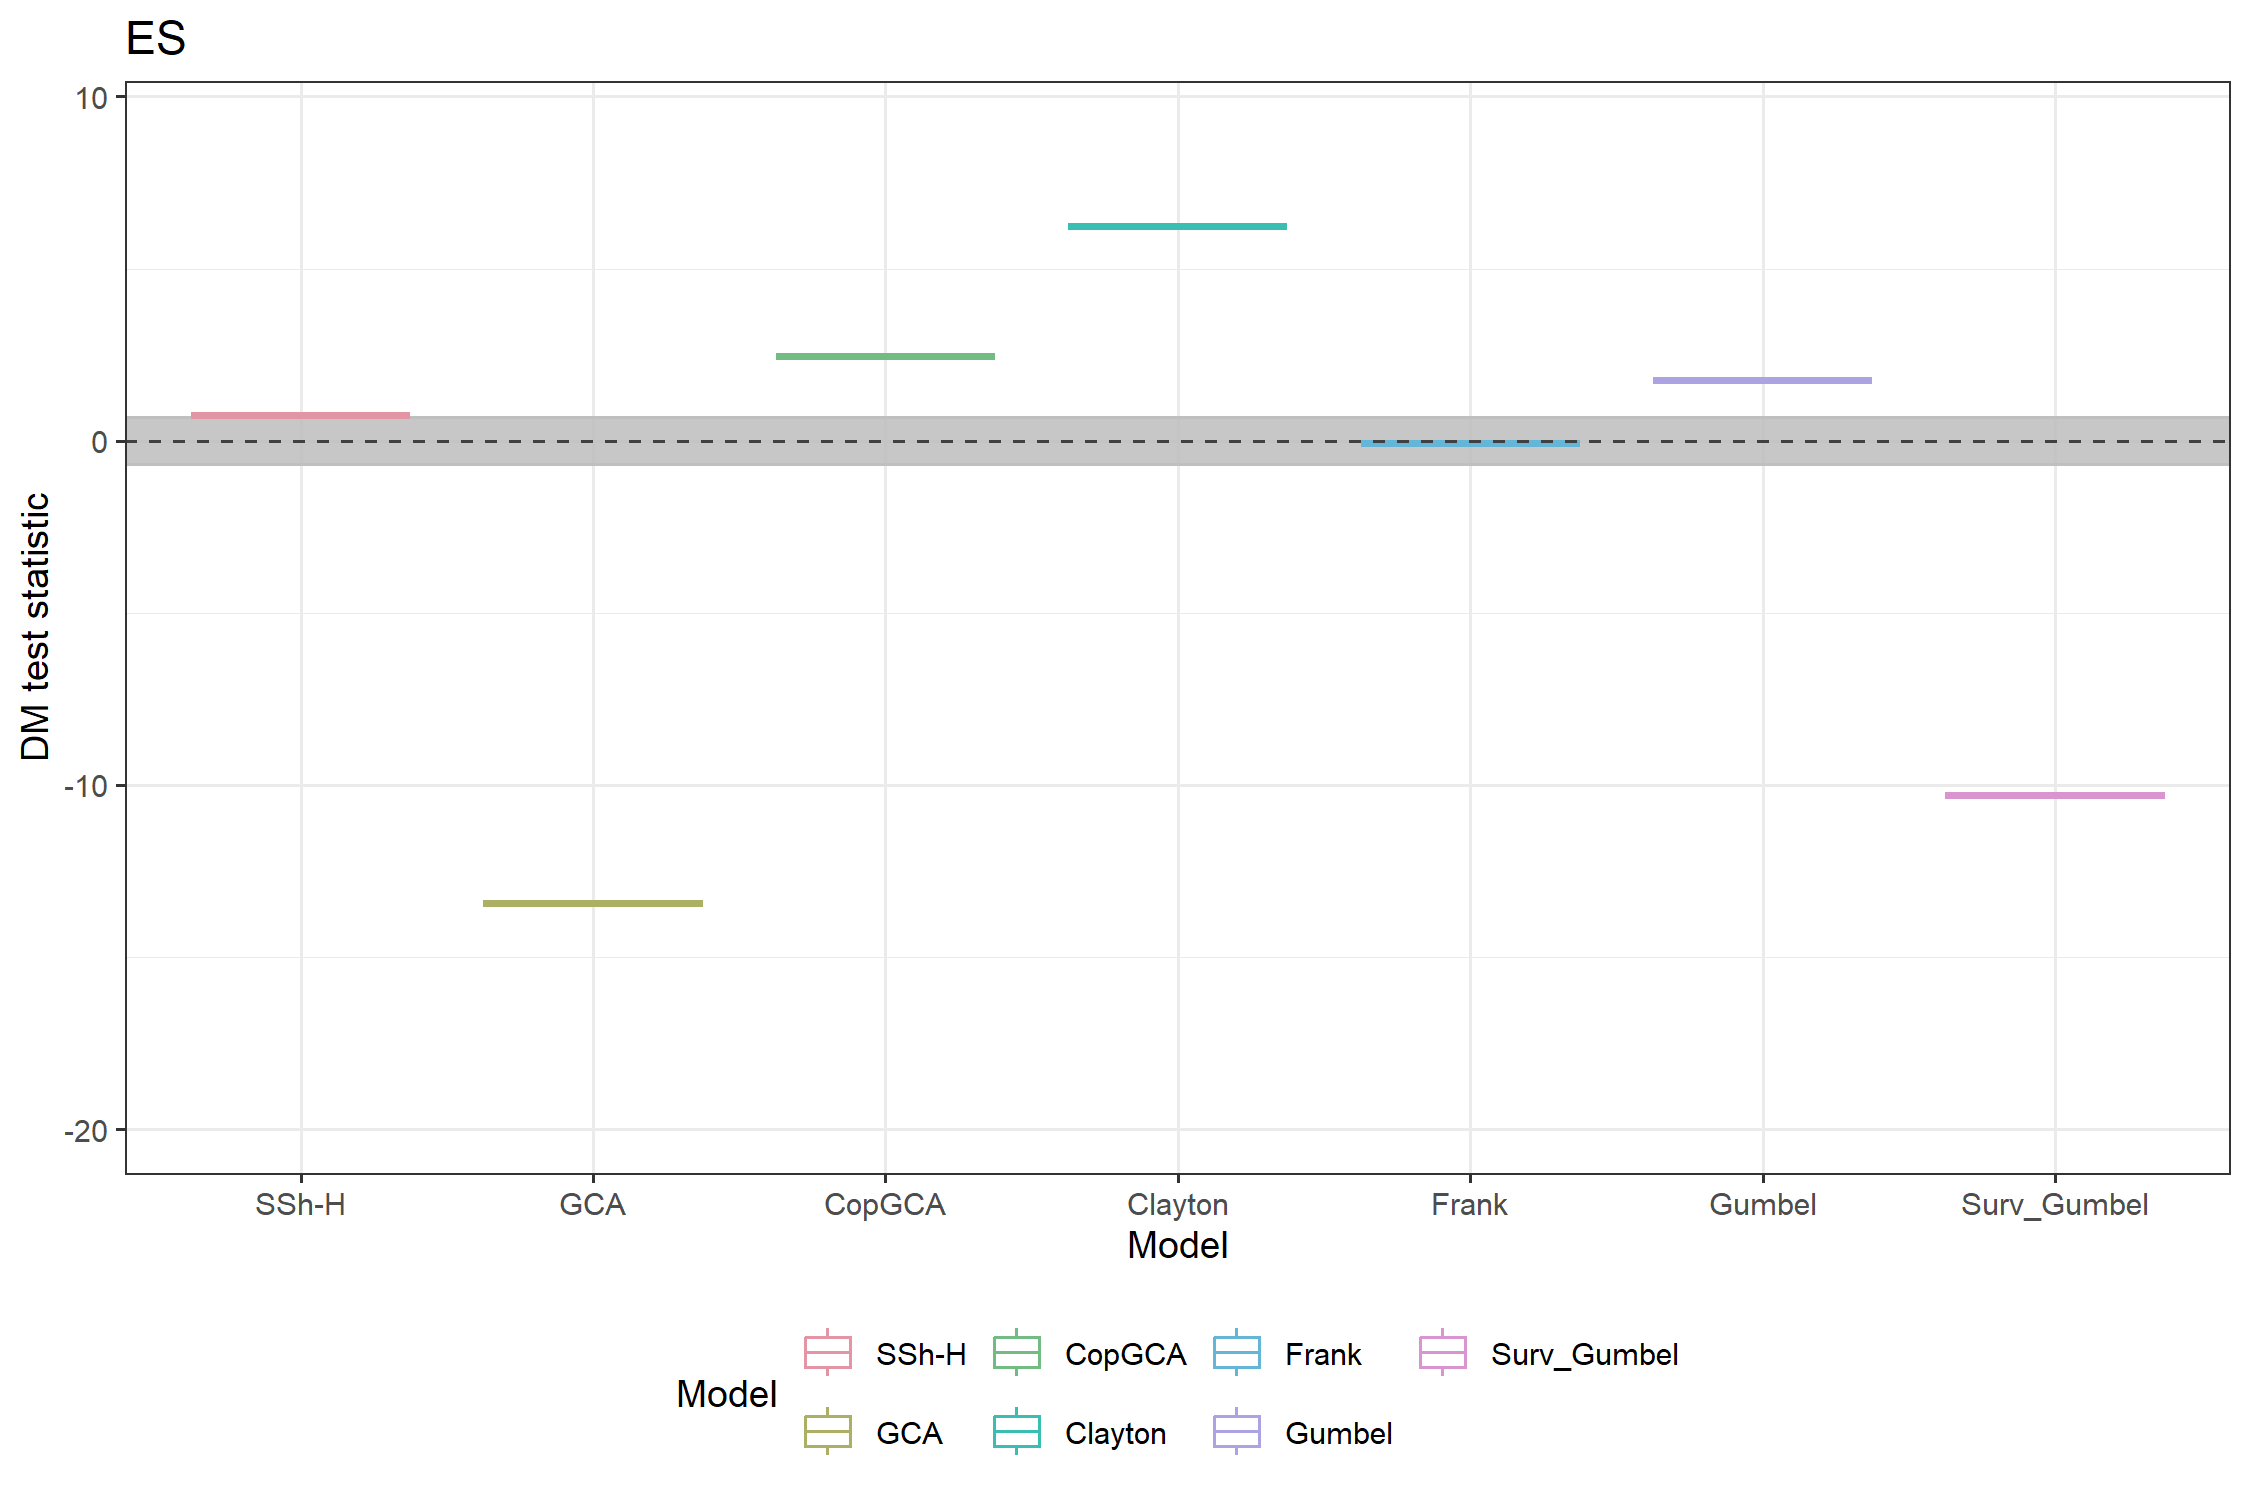 ES
10
0
-10
-20
DM test statistic
SSh-H GCA CopGCA Clayton Frank Gumbel Surv_Gumbel
Model
Model
SSh-H CopGCA Frank Surv_Gumbel
GCA Clayton Gumbel